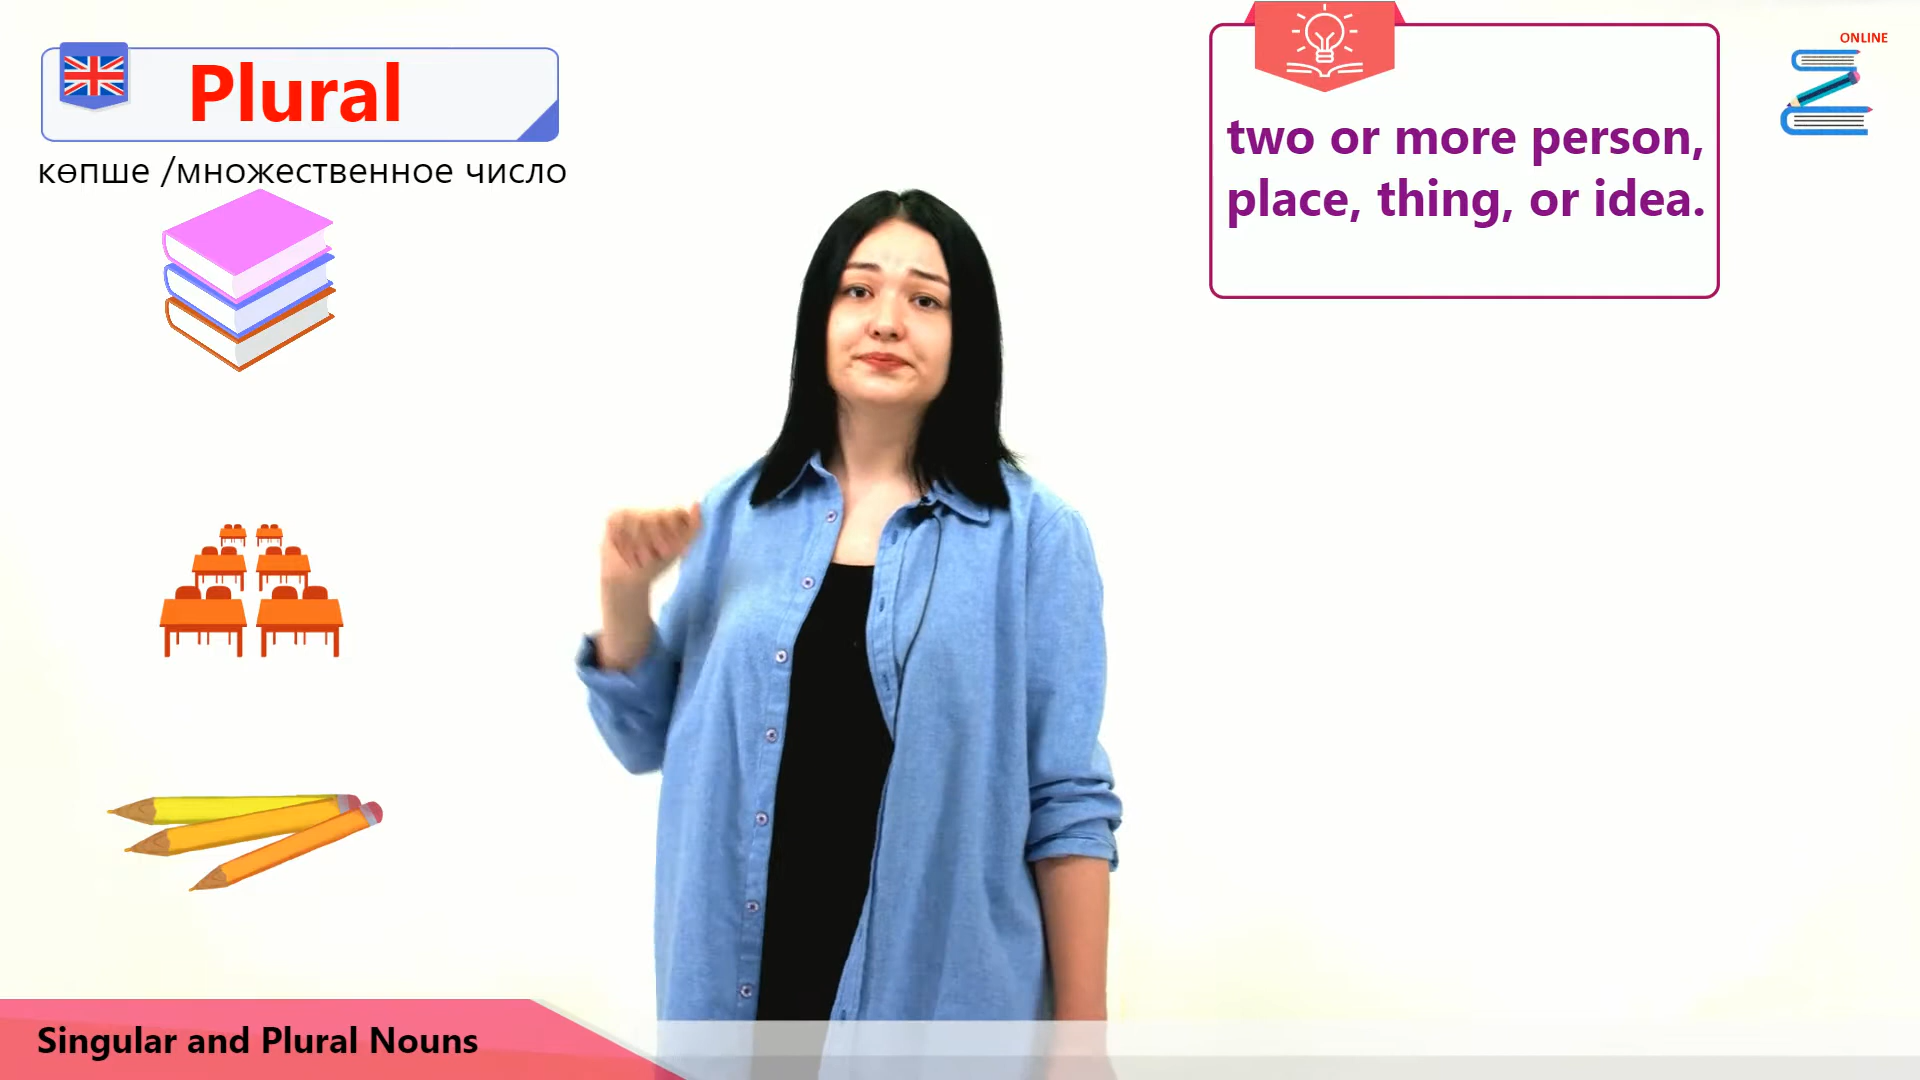 Plural
көпше /множественное число
two or more person,
place, thing, or idea.
ONLINE
Singular and Plural Nouns